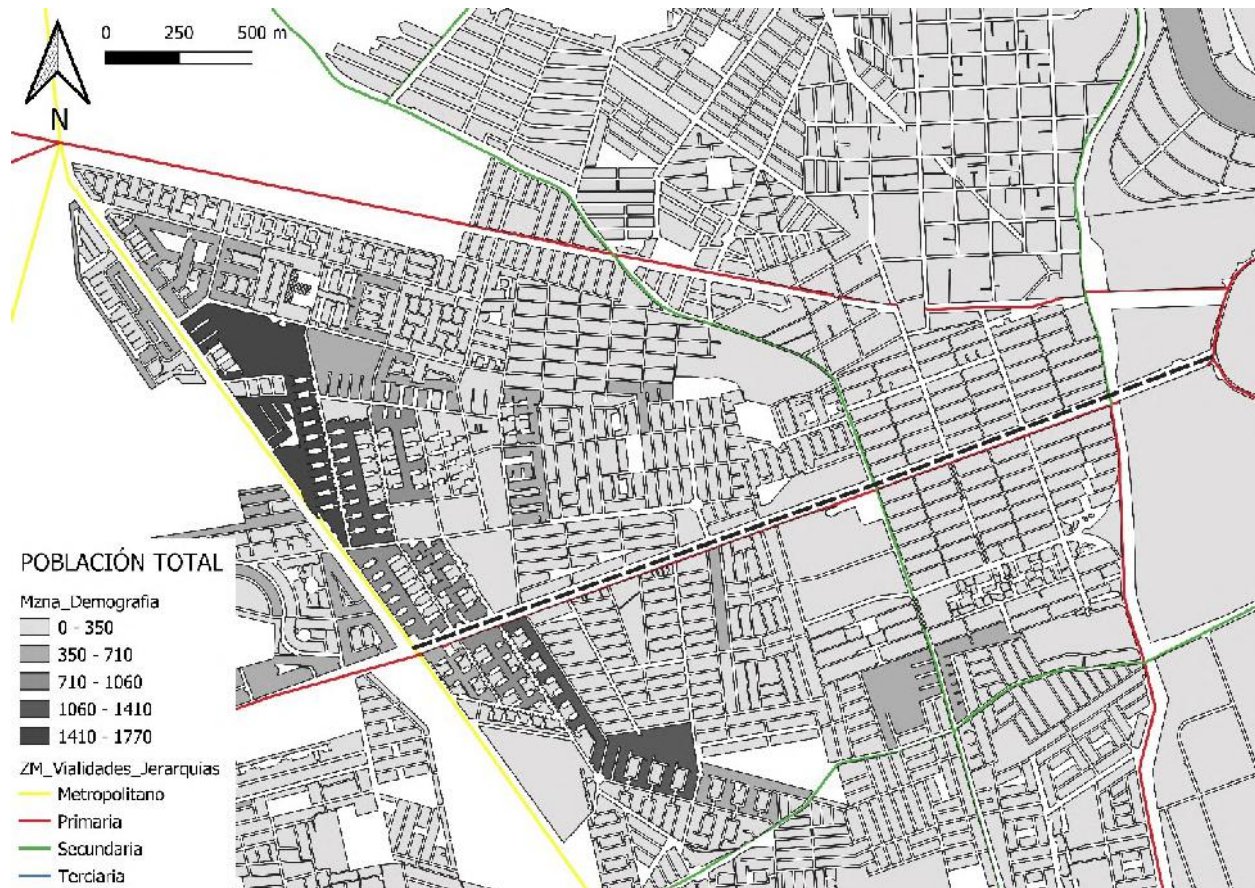 0 250 500 m
N
POBLACIÓN TOTAL
Mzna_Demografia
0 - 350
350 - 710
710 - 1060
1060 - 1410
1410 - 1770
ZM_Vialidades_Jerarquias
Metropolitano
Primaria
Secundaria
Terciaria